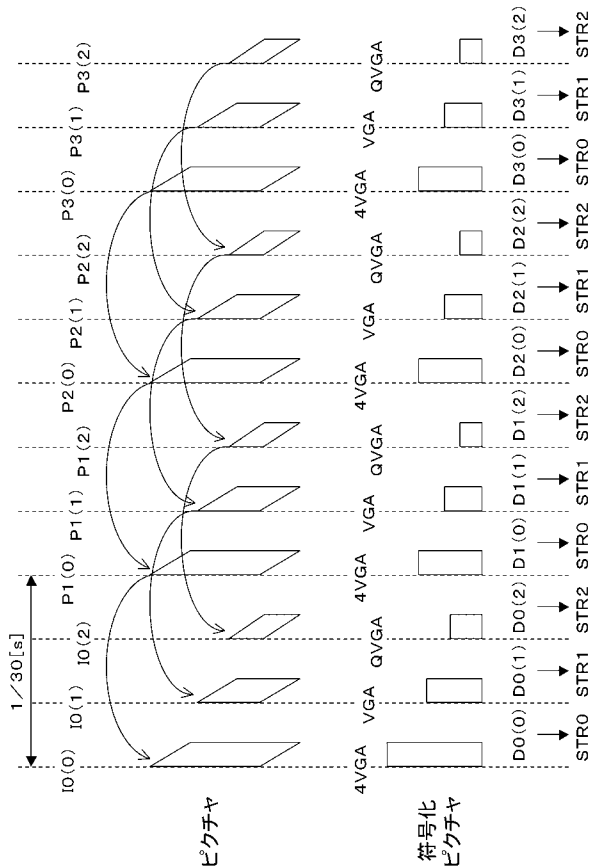 1/30[s]
I0(0) I0(1) I0(2) P1(0) P1(1) P1(2) P2(0) P2(1) P2(2) P3(0) P3(1) P3(2)
ピクチャ
4VGA VGA QVGA 4VGA VGA QVGA 4VGA VGA QVGA 4VGA VGA QVGA
符号化
ピクチャ
D0(0) D0(1) D0(2) D1(0) D1(1) D1(2) D2(0) D2(1) D2(2) D3(0) D3(1) D3(2)
STR0 STR1 STR2 STR0 STR1 STR2 STR0 STR1 STR2 STR0 STR1 STR2